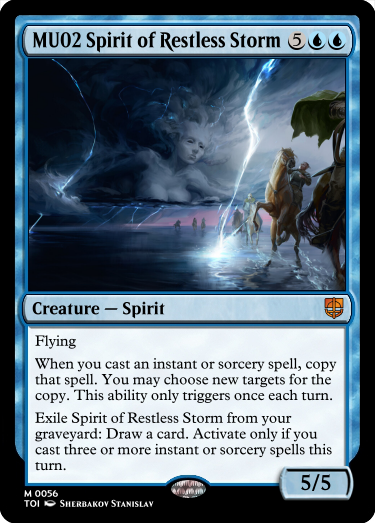 MU02 Spirit of Restless Storm 5
Creature — Spirit
Flying
When you cast an instant or sorcery spell, copy
that spell. You may choose new targets for the
copy. This ability only triggers once each turn.
Exile Spirit of Restless Storm from your
graveyard: Draw a card. Activate only if you
cast three or more instant or sorcery spells this
turn.
5/5
M 0056
TOI Sherbakov Stanislav